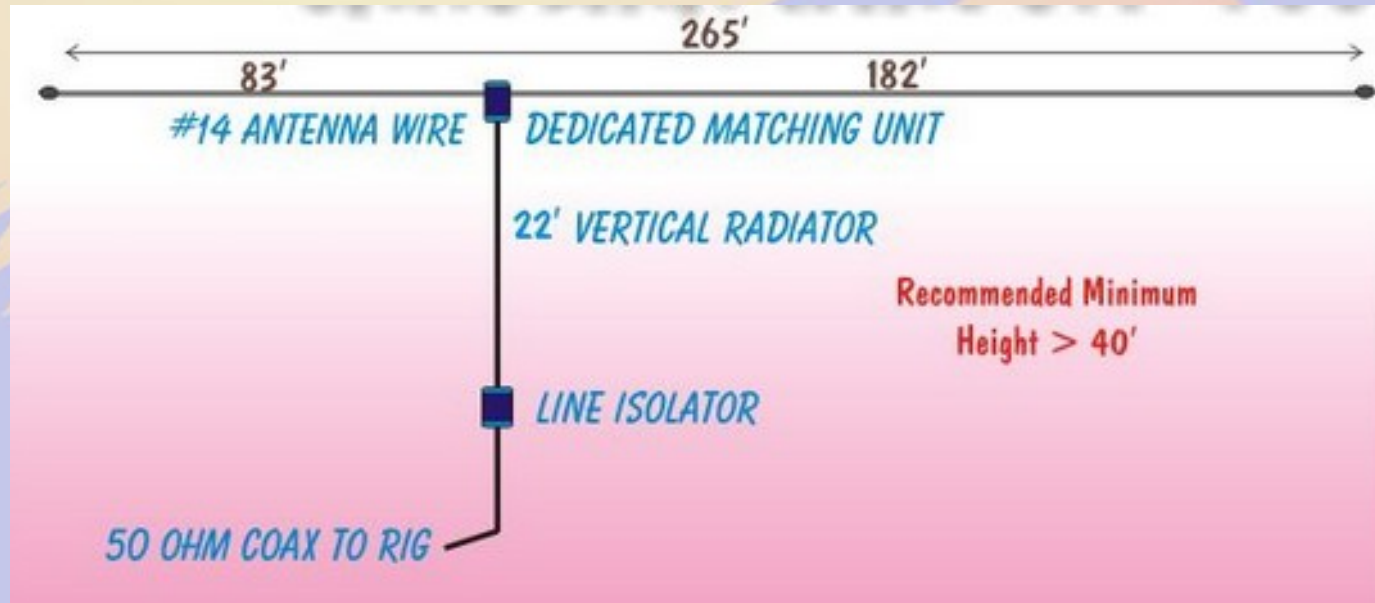 265'
83' 182'
#14 ANTENNA WIRE DEDICATED MATCHING UNIT
22' VERTICAL RADIATOR
Recommended Minimum
Height > 40'
LINE ISOLATOR
50 OHM COAX TO RIG